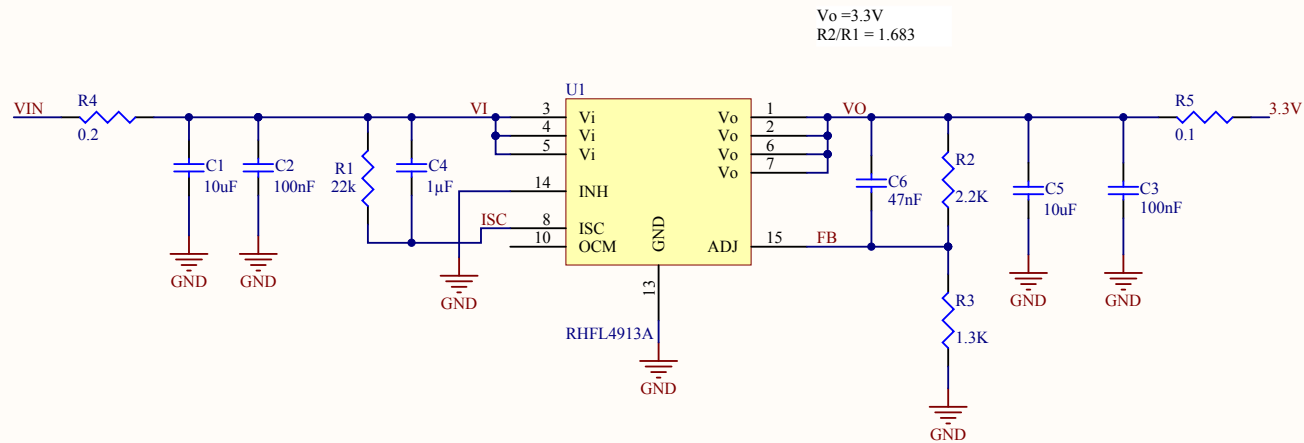 Vo =3.3V
R2/R1 = 1.683
VIN
R4
0.2
C1
10uF
GND
C2
100nF
GND
R1
22k
C4
1µF
VI
ISC
GND
U1
3
4
5
14
8
10
Vi
Vi
Vi
INH
ISC
OCM
GND
13
Vo
Vo
Vo
Vo
ADJ
1
2
6
7
15
RHFL4913A
GND
VO
FB
C6
47nF
R2
2.2K
R3
1.3K
GND
C5
10uF
GND
C3
100nF
GND
R5
0.1
3.3V